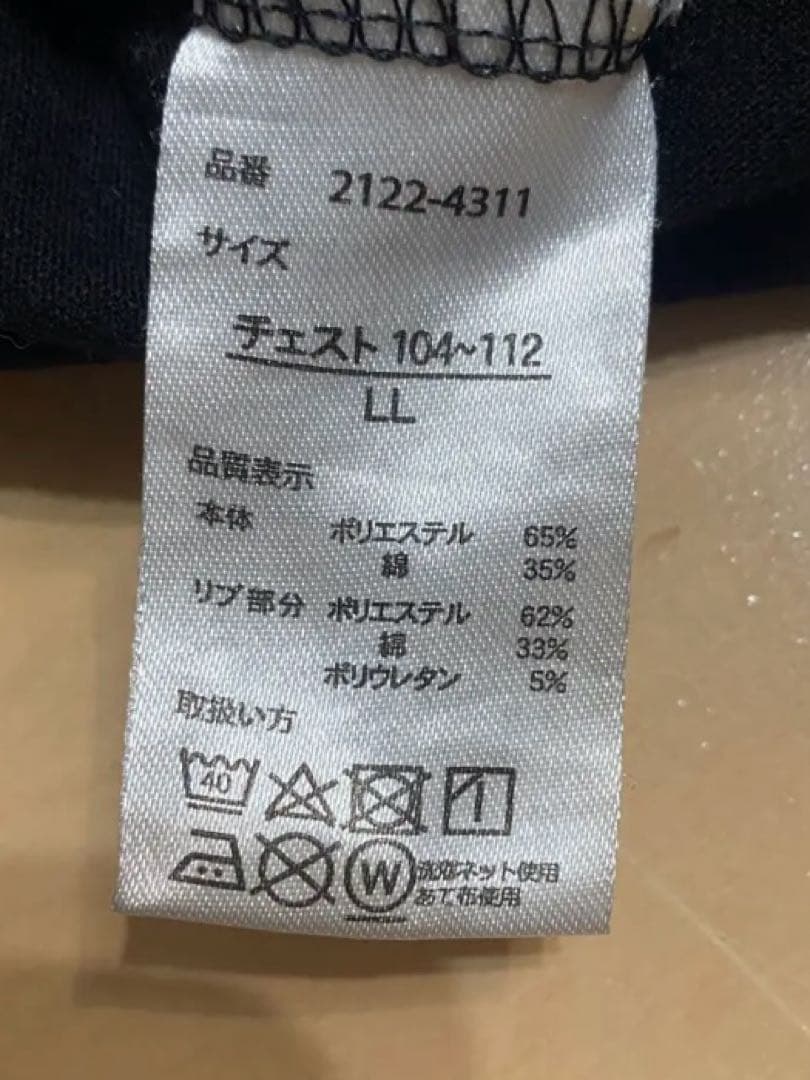 品番 2122-4311
サイズ
チェスト 104~112
LL
品質表示
本体 ポリエステル 65%
綿 35%
リブ部分 ポリエステル 62%
綿 33%
ポリウレタン 5%
取扱い方
40
W 洗濯ネット使用
あて布使用